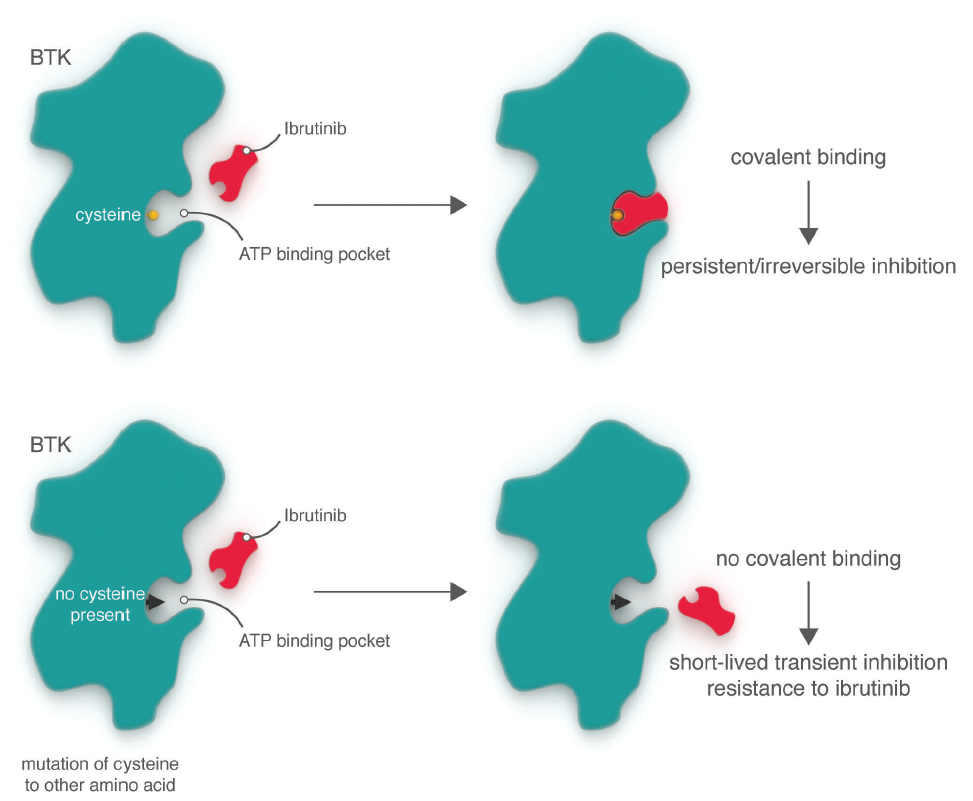 BTK
Ibrutinib
cysteine
ATP binding pocket
covalent binding
persistent/irreversible inhibition
BTK
Ibrutinib
no cysteine
present
ATP binding pocket
no covalent binding
short-lived transient inhibition
resistance to ibrutinib
mutation of cysteine
to other amino acid